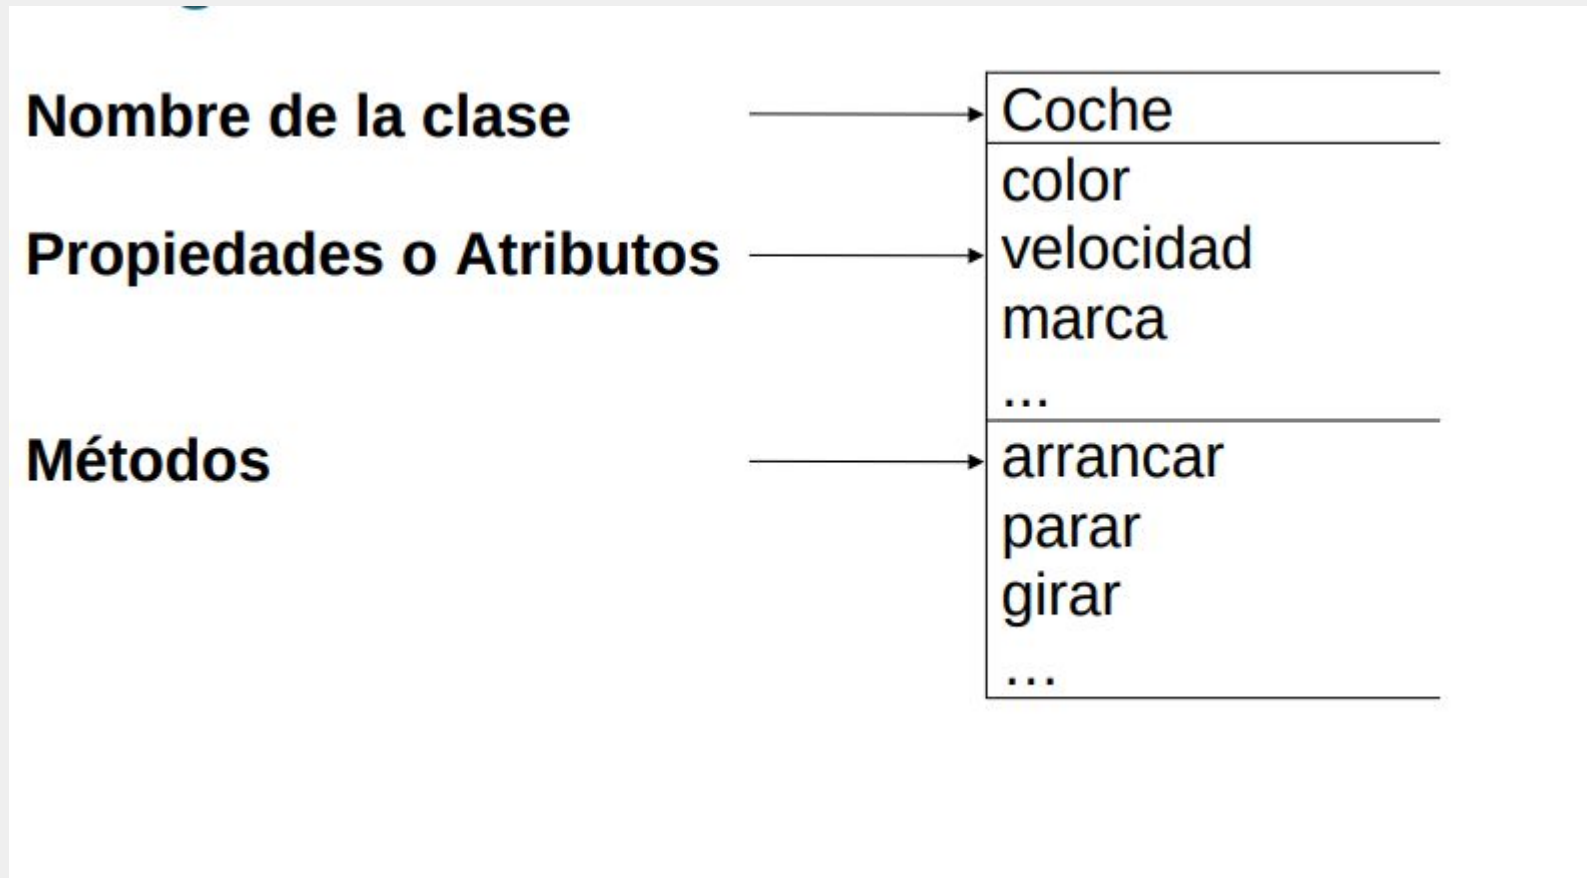 Nombre de la clase
Coche
color
Propiedades o Atributos
velocidad
marca
...
Métodos
arrancar
parar
girar
...